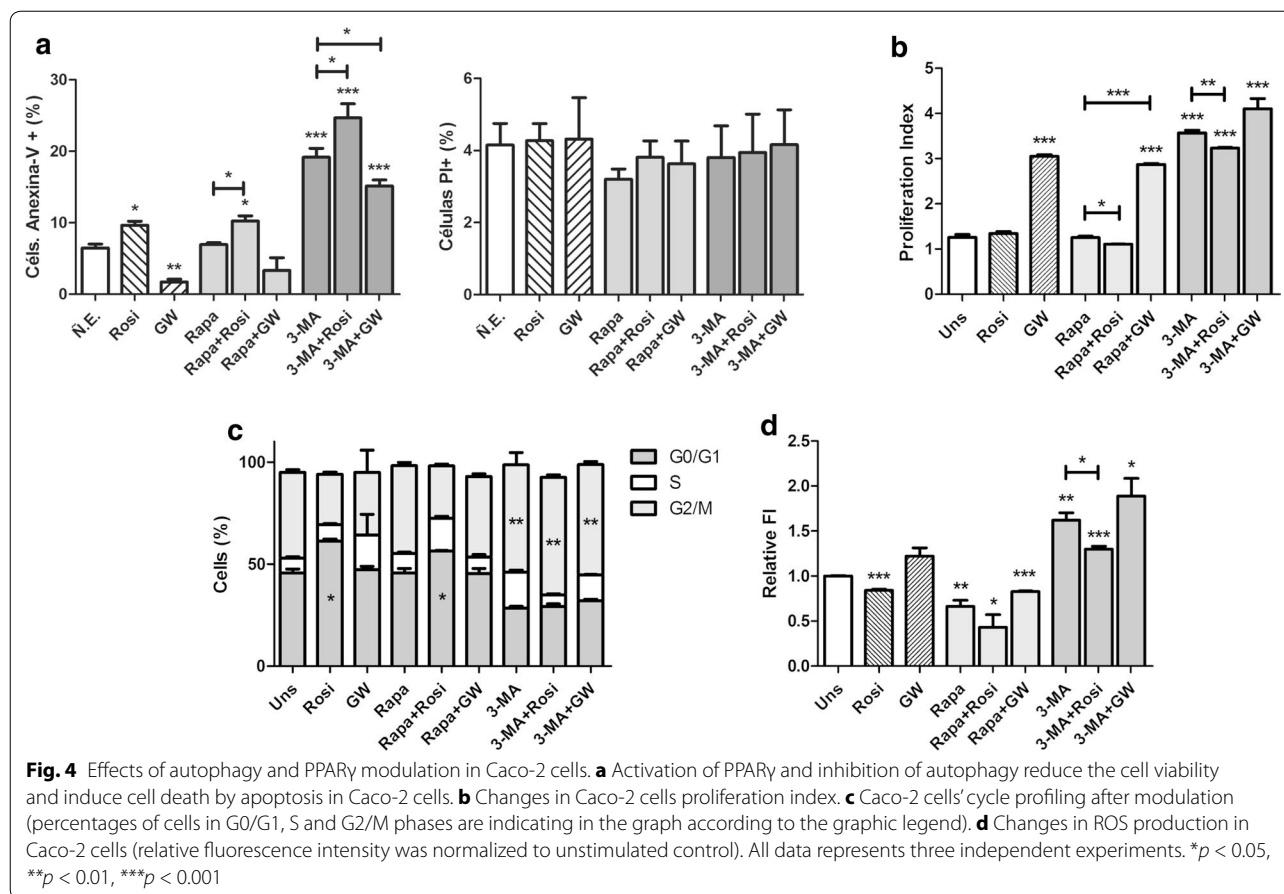 a
*
*
Céls. Anexina-V + (%)
30
20
10
0
*
**
*
*
***
***
***
Ñ.E.
Rosi
GW
Rapa
Rapa+Rosi
Rapa+GW
3-MA
3-MA+Rosi
3-MA+GW
Células PI+ (%)
6
4
2
0
Ñ.E.
Rosi
GW
Rapa
Rapa+Rosi
Rapa+GW
3-MA
3-MA+Rosi
3-MA+GW
b
Proliferation Index
5
4
3
2
1
0
***
***
*
***
**
***
***
***
Uns
Rosi
GW
Rapa
Rapa+Rosi
Rapa+GW
3-MA
3-MA+Rosi
3-MA+GW
c
Cells (%)
100
50
0
*
*
**
**
**
G0/G1
S
G2/M
Uns
Rosi
GW
Rapa
Rapa+Rosi
Rapa+GW
3-MA
3-MA+Rosi
3-MA+GW
d
Relative FI
2.5
2.0
1.5
1.0
0.5
0.0
***
**
*
***
*
**
***
*
Uns
Rosi
GW
Rapa
Rapa+Rosi
Rapa+GW
3-MA
3-MA+Rosi
3-MA+GW
Fig. 4 Effects of autophagy and PPARγ modulation in Caco-2 cells. a Activation of PPARγ and inhibition of autophagy reduce the cell viability
and induce cell death by apoptosis in Caco-2 cells. b Changes in Caco-2 cells proliferation index. c Caco-2 cells' cycle profiling after modulation
(percentages of cells in G0/G1, S and G2/M phases are indicating in the graph according to the graphic legend). d Changes in ROS production in
Caco-2 cells (relative fluorescence intensity was normalized to unstimulated control). All data represents three independent experiments. *p < 0.05,
**p < 0.01, ***p < 0.001